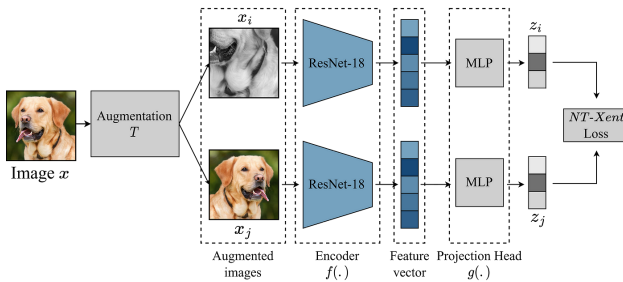 x_i
z_i
ResNet-18
MLP
Augmentation
T
NT-Xent
Loss
Image x
ResNet-18
MLP
x_j
z_j
Augmented
images
Encoder
f(.)
Feature
vector
Projection Head
g(.)